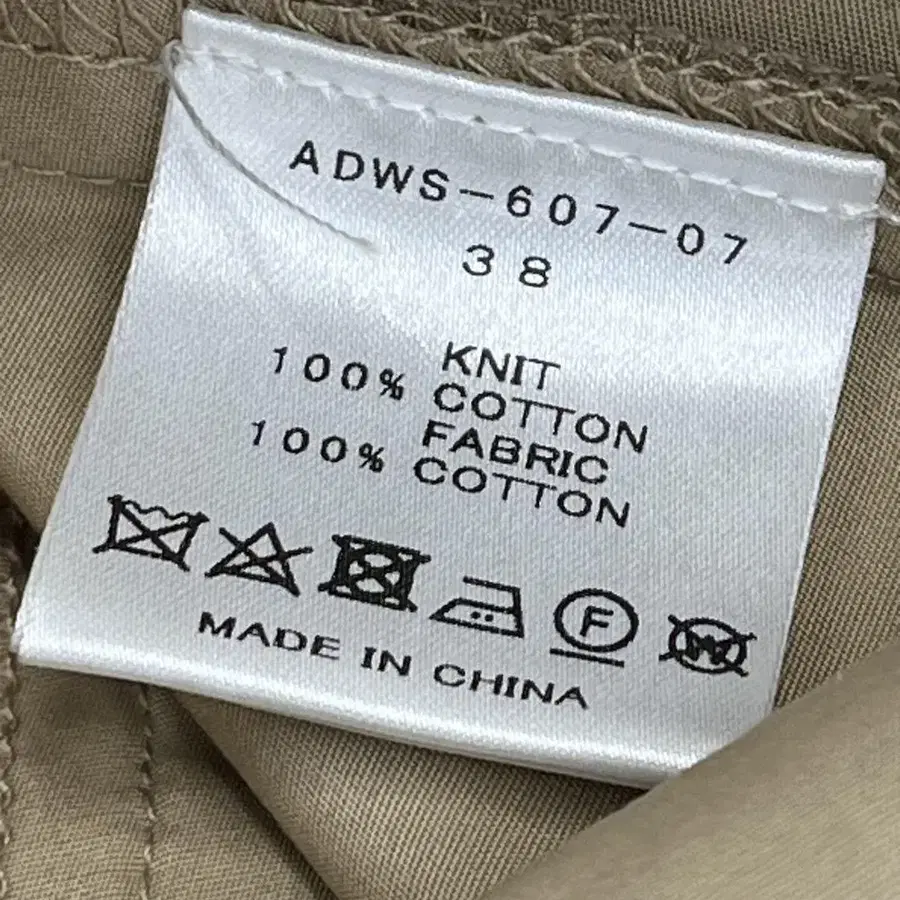 ADWS-607-07
38
KNIT
100% COTTON
FABRIC
100% COTTON
F
W
MADE IN CHINA